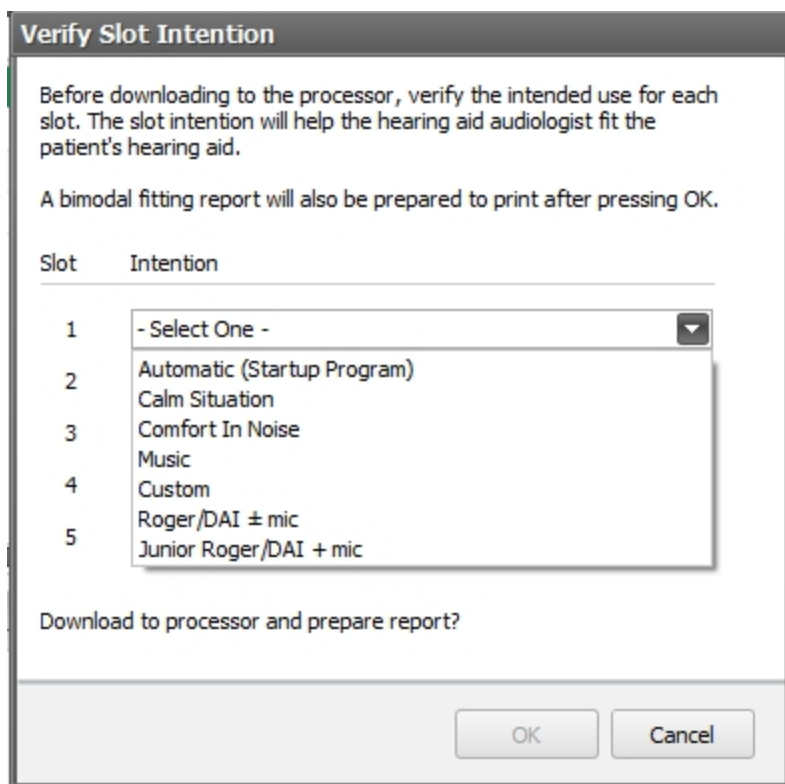 Verify Slot Intention
Before downloading to the processor, verify the intended use for each
slot. The slot intention will help the hearing aid audiologist fit the
patient's hearing aid.
A bimodal fitting report will also be prepared to print after pressing OK.
Slot Intention
1 - Select One -
Automatic (Startup Program)
2
Calm Situation
3 Comfort In Noise
Music
4
Custom
Roger/DAI ± mic
5
Junior Roger/DAI + mic
Download to processor and prepare report?
OK Cancel